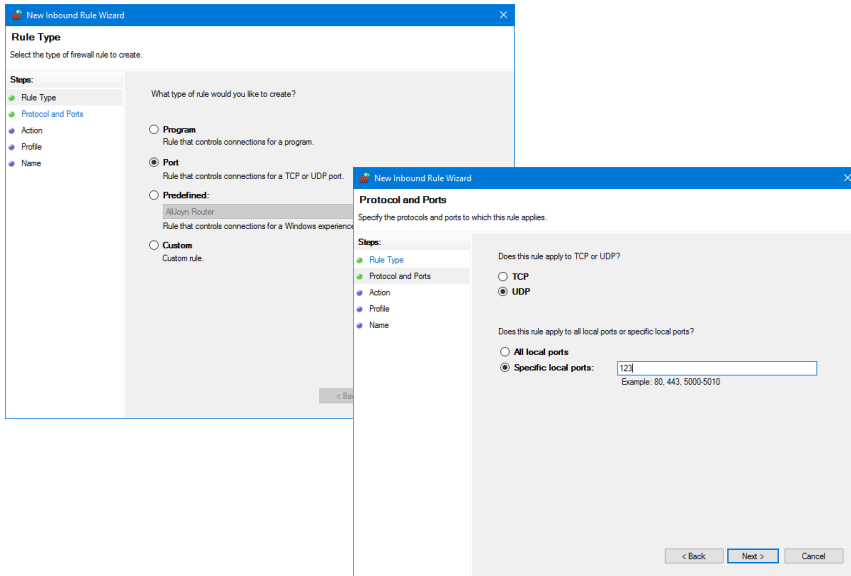 New Inbound Rule Wizard
Rule Type
Select the type of firewall rule to create.
Steps:
Rule Type
Protocol and Ports
Action
Profile
Name
What type of rule would you like to create?
Program
Rule that controls connections for a program.
Port
Rule that controls connections for a TCP or UDP port.
Predefined:
AllJoyn Router
Rule that controls connections for a Windows experience
Custom
Custom rule.
< Ba
New Inbound Rule Wizard
Protocol and Ports
Specify the protocols and ports to which this rule applies.
Steps:
Rule Type
Protocol and Ports
Action
Profile
Name
Does this rule apply to TCP or UDP?
TCP
UDP
Does this rule apply to all local ports or specific local ports?
All local ports
Specific local ports:
123
Example: 80, 443, 5000-5010
< Back
Next >
Cancel